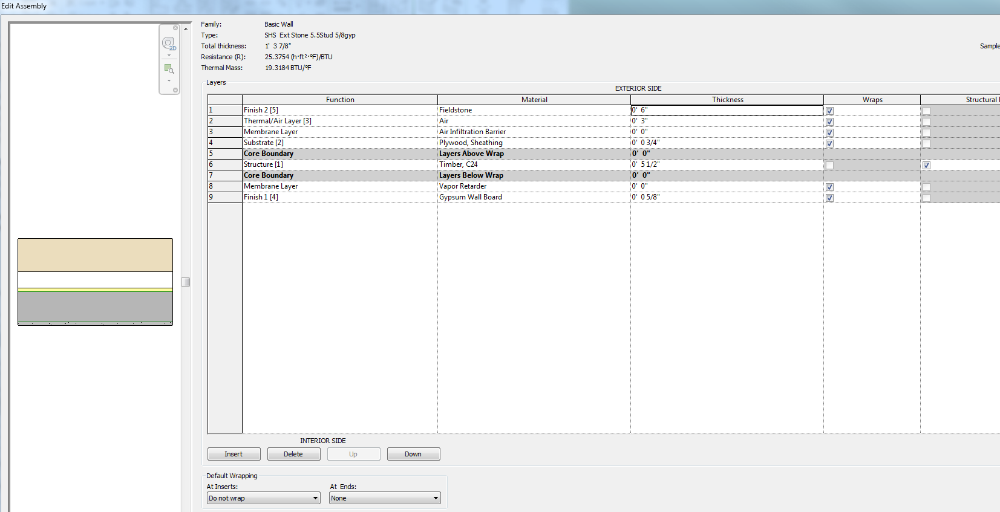 Edit Assembly
2D
Family: Basic Wall
Type: SHS Ext Stone 5.5Stud 5/8gyp
Total thickness: 1' 3 7/8"
Sample
Resistance (R): 25.3754 (h·ft²·ºF)/BTU
Thermal Mass: 19.3184 BTU/ºF
Layers
EXTERIOR SIDE
Function Material Thickness Wraps Structural
1 Finish 2 [5] Fieldstone 0' 6"
2 Thermal/Air Layer [3] Air 0' 3"
3 Membrane Layer Air Infiltration Barrier 0' 0"
4 Substrate [2] Plywood, Sheathing 0' 0 3/4"
5 Core Boundary Layers Above Wrap 0' 0"
6 Structure [1] Timber, C24 0' 5 1/2"
7 Core Boundary Layers Below Wrap 0' 0"
8 Membrane Layer Vapor Retarder 0' 0"
9 Finish 1 [4] Gypsum Wall Board 0' 0 5/8"
INTERIOR SIDE
Insert Delete Up Down
Default Wrapping
At Inserts: At Ends:
Do not wrap None